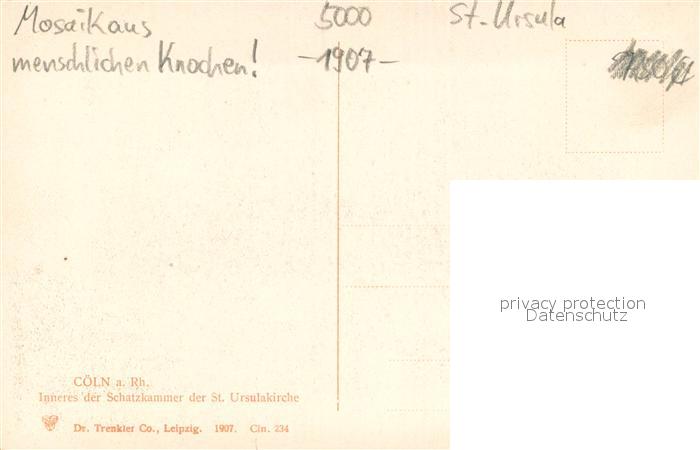 Mosaik aus 5000 St. Ursula
menschlichen Knochen! -1907-
privacy protection
Datenschutz
CÖLN a. Rh.
Inneres der Schatzkammer der St. Ursulakirche
Dr. Trenkler Co., Leipzig. 1907. Cln. 234